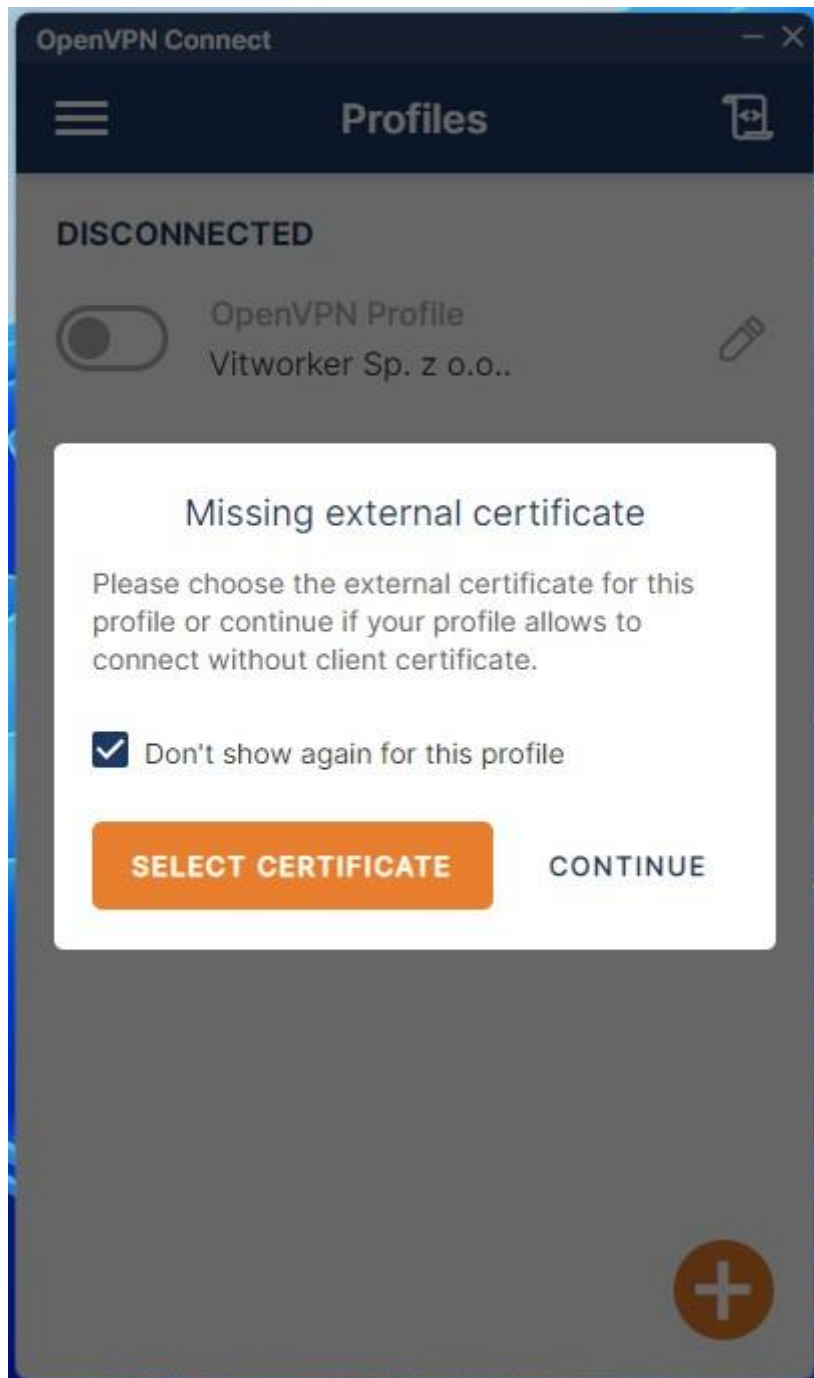 OpenVPN Connect
Profiles
DISCONNECTED
OpenVPN Profile
Vitworker Sp. z o.o..
Missing external certificate
Please choose the external certificate for this
profile or continue if your profile allows to
connect without client certificate.
Don't show again for this profile
SELECT CERTIFICATE CONTINUE